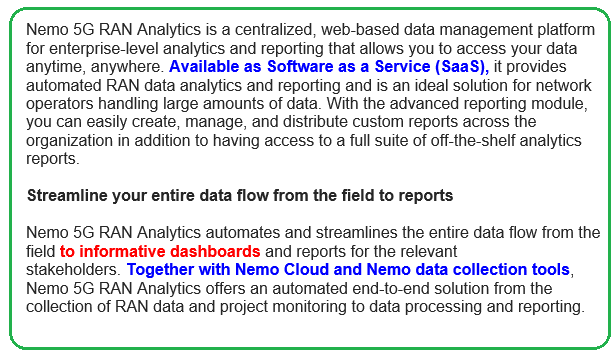 Nemo 5G RAN Analytics is a centralized, web-based data management platform
for enterprise-level analytics and reporting that allows you to access your data
anytime, anywhere. Available as Software as a Service (SaaS), it provides
automated RAN data analytics and reporting and is an ideal solution for network
operators handling large amounts of data. With the advanced reporting module,
you can easily create, manage, and distribute custom reports across the
organization in addition to having access to a full suite of off-the-shelf analytics
reports.
Streamline your entire data flow from the field to reports
Nemo 5G RAN Analytics automates and streamlines the entire data flow from the
field to informative dashboards and reports for the relevant
stakeholders. Together with Nemo Cloud and Nemo data collection tools,
Nemo 5G RAN Analytics offers an automated end-to-end solution from the
collection of RAN data and project monitoring to data processing and reporting.